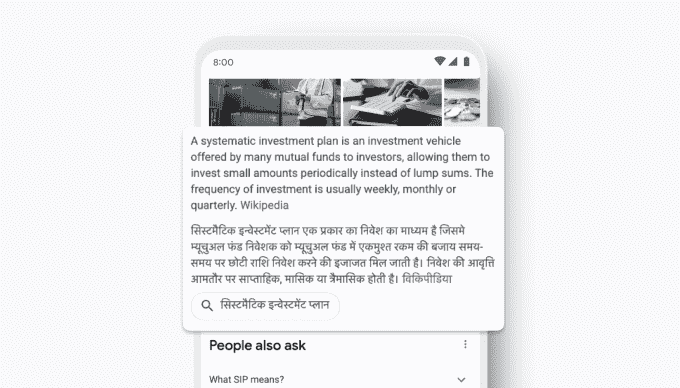 8:00
A systematic investment plan is an investment vehicle
offered by many mutual funds to investors, allowing them to
invest small amounts periodically instead of lump sums. The
frequency of investment is usually weekly, monthly or
quarterly. Wikipedia
सिस्टमैटिक इन्वेस्टमेंट प्लान एक प्रकार का निवेश का माध्यम है जिसमे
म्यूचुअल फंड निवेशक को म्यूचुअल फंड में एकमुश्त रकम की बजाय समय-
समय पर छोटी राशि निवेश करने की इजाजत मिल जाती है। निवेश की आवृत्ति
आमतौर पर साप्ताहिक, मासिक या त्रैमासिक होती है। विकिपीडिया
सिस्टमैटिक इन्वेस्टमेंट प्लान
People also ask
What SIP means?